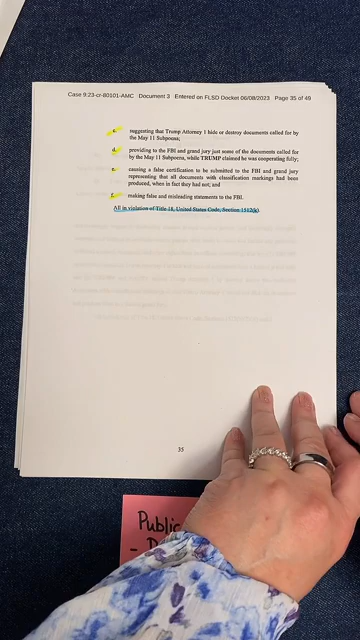 Case 9:23-cr-80101-AMC Document 3 Entered on FLSD Docket 06/08/2023 Page 35 of 49
c. suggesting that Trump Attorney 1 hide or destroy documents called for by
the May 11 Subpoena;
d. providing to the FBI and grand jury just some of the documents called for
by the May 11 Subpoena, while TRUMP claimed he was cooperating fully;
e. causing a false certification to be submitted to the FBI and grand jury
representing that all documents with classification markings had been
produced, when in fact they had not; and
f. making false and misleading statements to the FBI.
All in violation of Title 18, United States Code, Section 1512(k).
35
Public
-